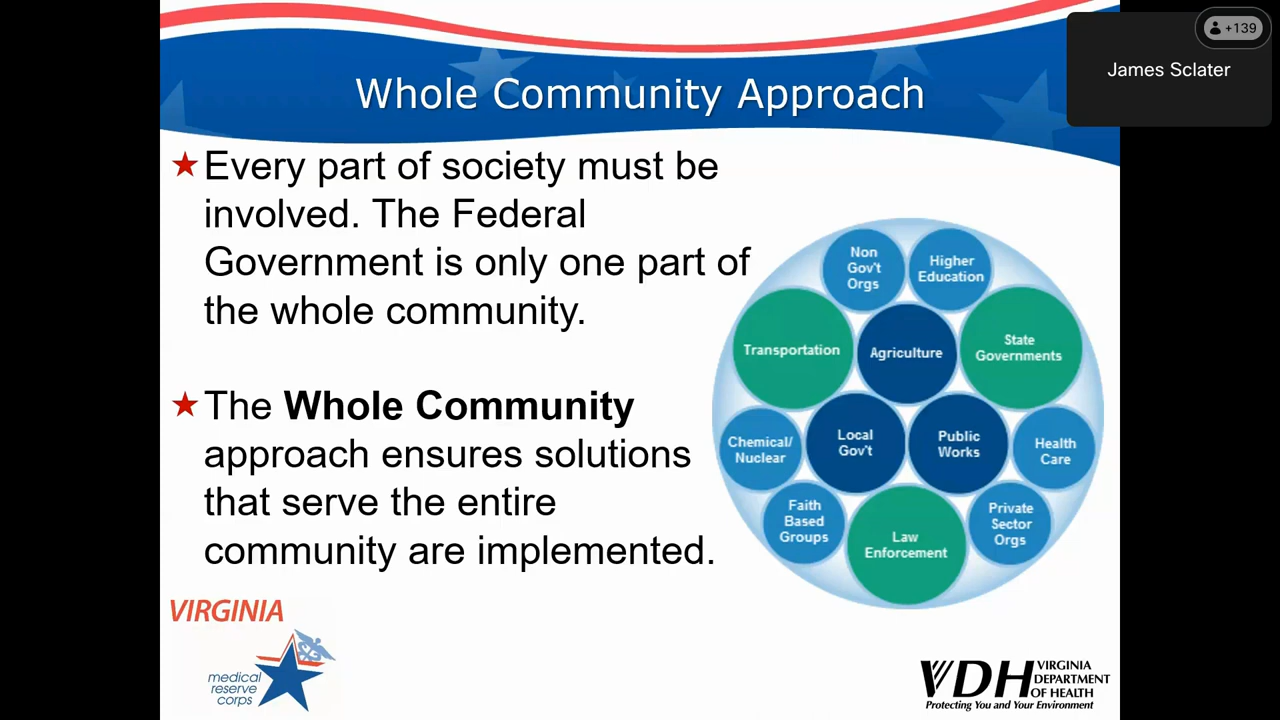 +139
James Sclater
Whole Community Approach
Every part of society must be
involved. The Federal
Government is only one part of
the whole community.
The Whole Community
approach ensures solutions
that serve the entire
community are implemented.
Non
Gov't
Orgs
Higher
Education
Transportation
Agriculture
State
Governments
Chemical/
Nuclear
Local
Gov't
Public
Works
Health
Care
Faith
Based
Groups
Law
Enforcement
Private
Sector
Orgs
VIRGINIA
medical
reserve
corps
VDH VIRGINIA
DEPARTMENT
OF HEALTH
Protecting You and Your Environment